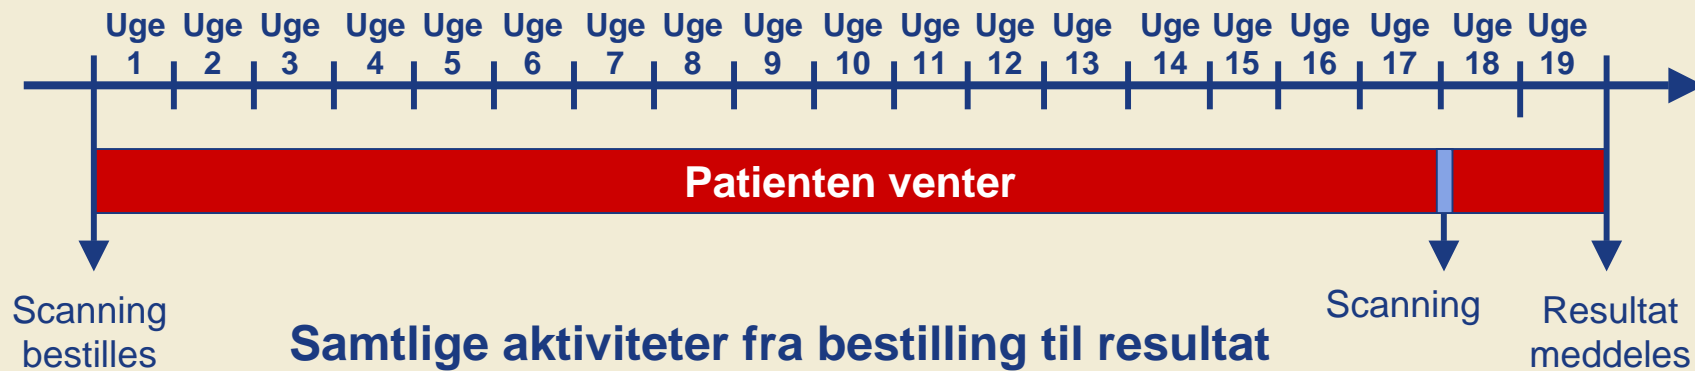 Uge Uge Uge Uge Uge Uge Uge Uge Uge Uge Uge Uge Uge Uge Uge Uge Uge Uge Uge
1 2 3 4 5 6 7 8 9 10 11 12 13 14 15 16 17 18 19
Patienten venter
Scanning
bestilles
Samtlige aktiviteter fra bestilling til resultat
Scanning
Resultat
meddeles